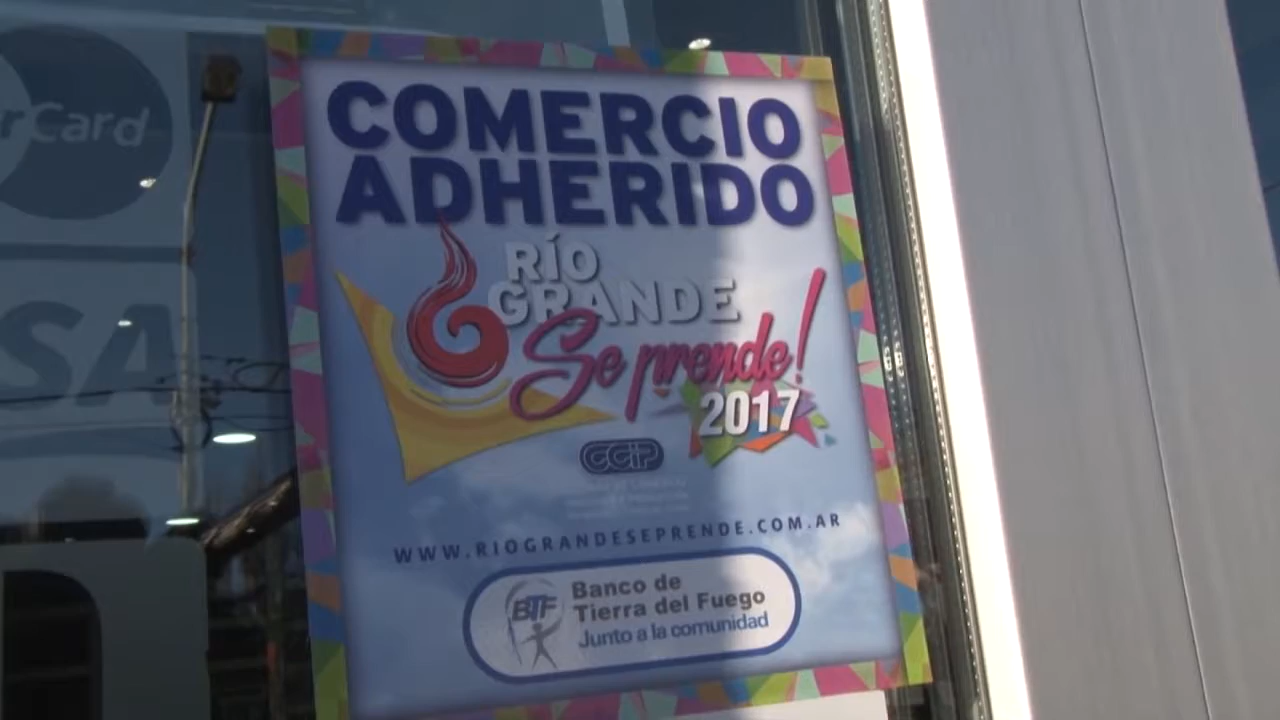 rCard
SA
COMERCIO
ADHERIDO
RÍO
GRANDE
Se prende!
2017
CCIP
WWW.RIOGRANDESEPRENDE.COM.AR
BTF
Banco de
Tierra del Fuego
Junto a la comunidad